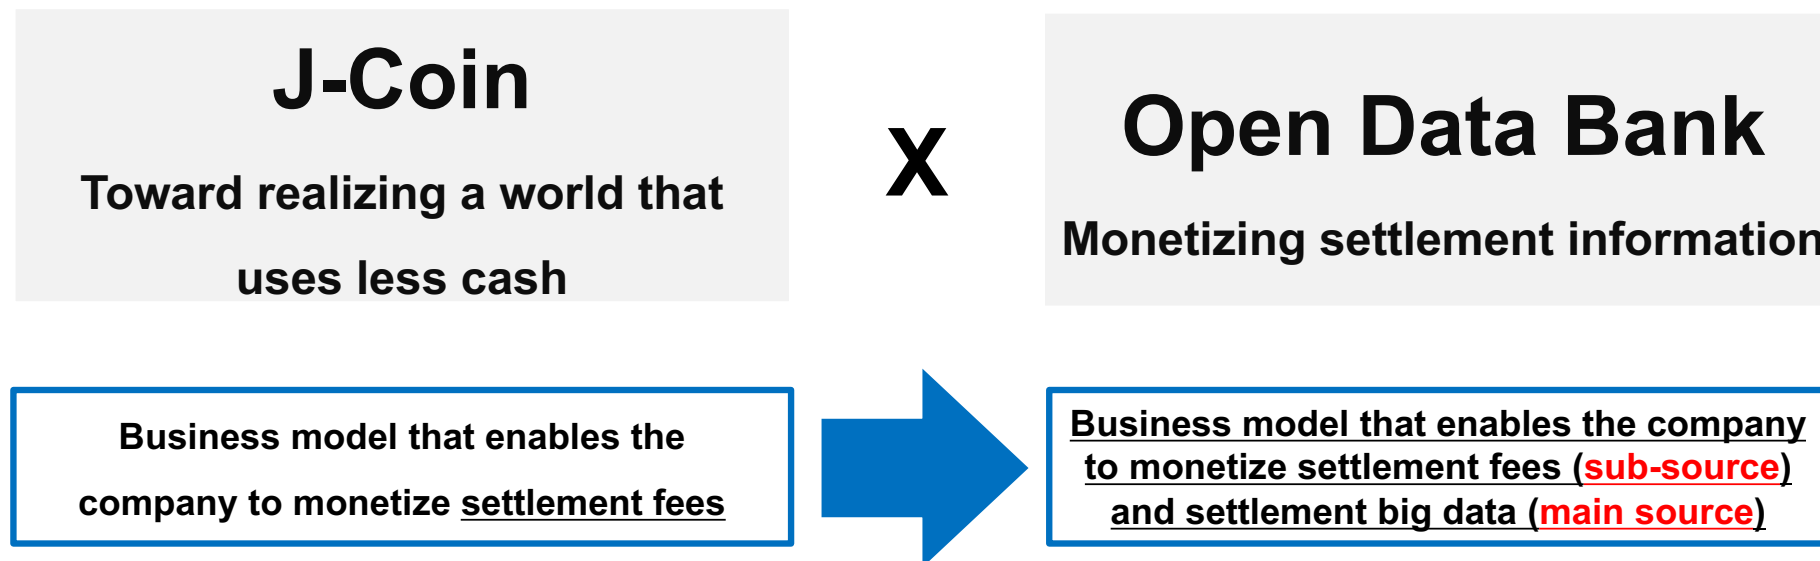 J-Coin
Toward realizing a world that
uses less cash
X
Open Data Bank
Monetizing settlement information
Business model that enables the
company to monetize settlement fees
Business model that enables the company
to monetize settlement fees (sub-source)
and settlement big data (main source)